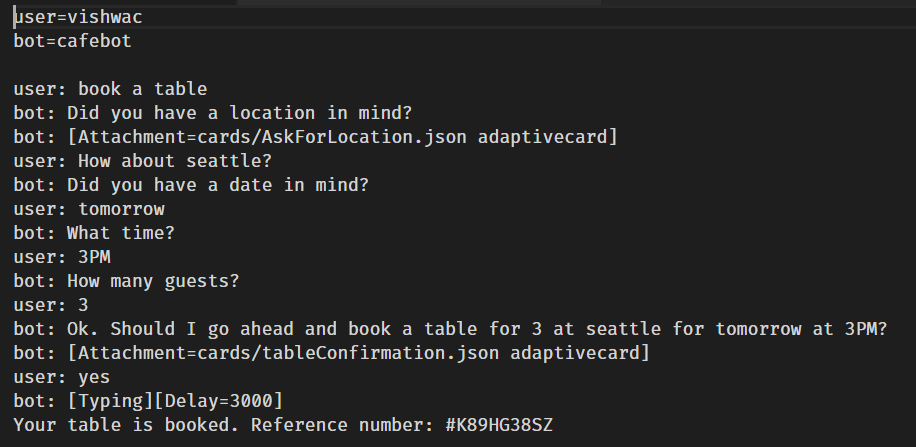 user=vishwac
bot=cafebot
user: book a table
bot: Did you have a location in mind?
bot: [Attachment=cards/AskForLocation.json adaptivecard]
user: How about seattle?
bot: Did you have a date in mind?
user: tomorrow
bot: What time?
user: 3PM
bot: How many guests?
user: 3
bot: Ok. Should I go ahead and book a table for 3 at seattle for tomorrow at 3PM?
bot: [Attachment=cards/tableConfirmation.json adaptivecard]
user: yes
bot: [Typing][Delay=3000]
Your table is booked. Reference number: #K89HG38SZ